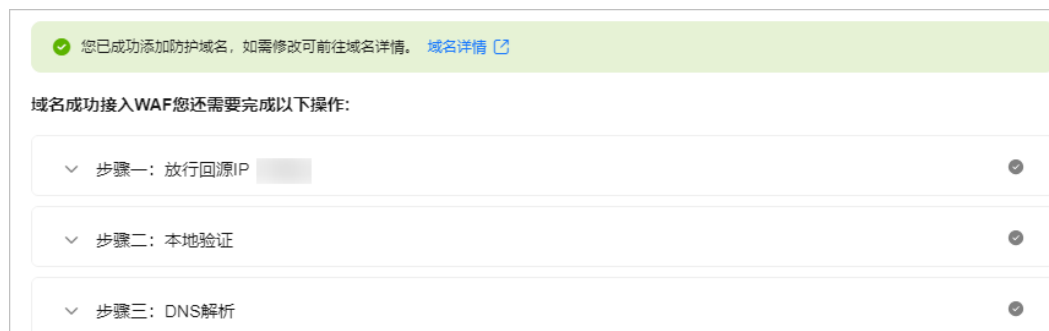 您已成功添加防护域名，如需修改可前往域名详情。 域名详情
域名成功接入WAF您还需要完成以下操作：
步骤一：放行回源IP
步骤二：本地验证
步骤三：DNS解析